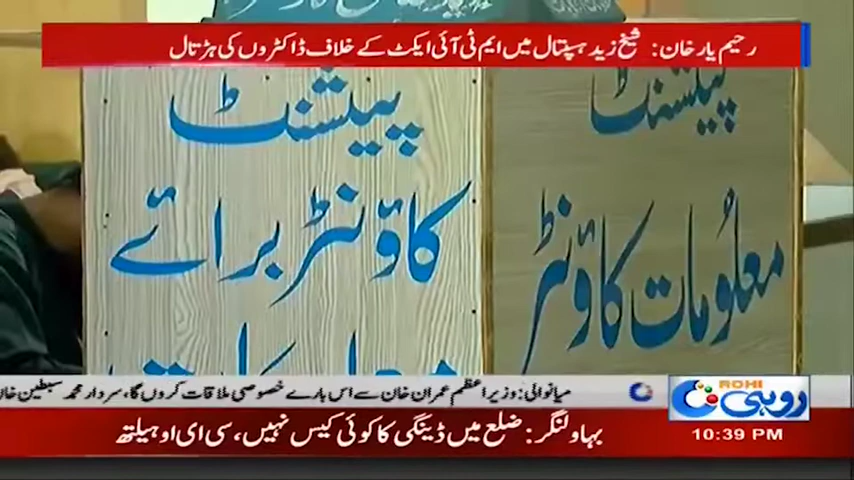 رحیم یار خان: شیخ زید ہسپتال میں ایم ٹی آئی ایکٹ کے خلاف ڈاکٹروں کی ہڑتال
پیشنٹ
کاؤنٹر برائے
معلومات
پیشنٹ
معلومات کاؤنٹر
میانوالی: وزیراعظم عمران خان سے اس بارے خصوصی ملاقات کروں گا، سردار محمد سبطین خان
ROHI
روہی
10:39 PM
بہاولنگر: ضلع میں ڈینگی کا کوئی کیس نہیں، سی ای او ہیلتھ